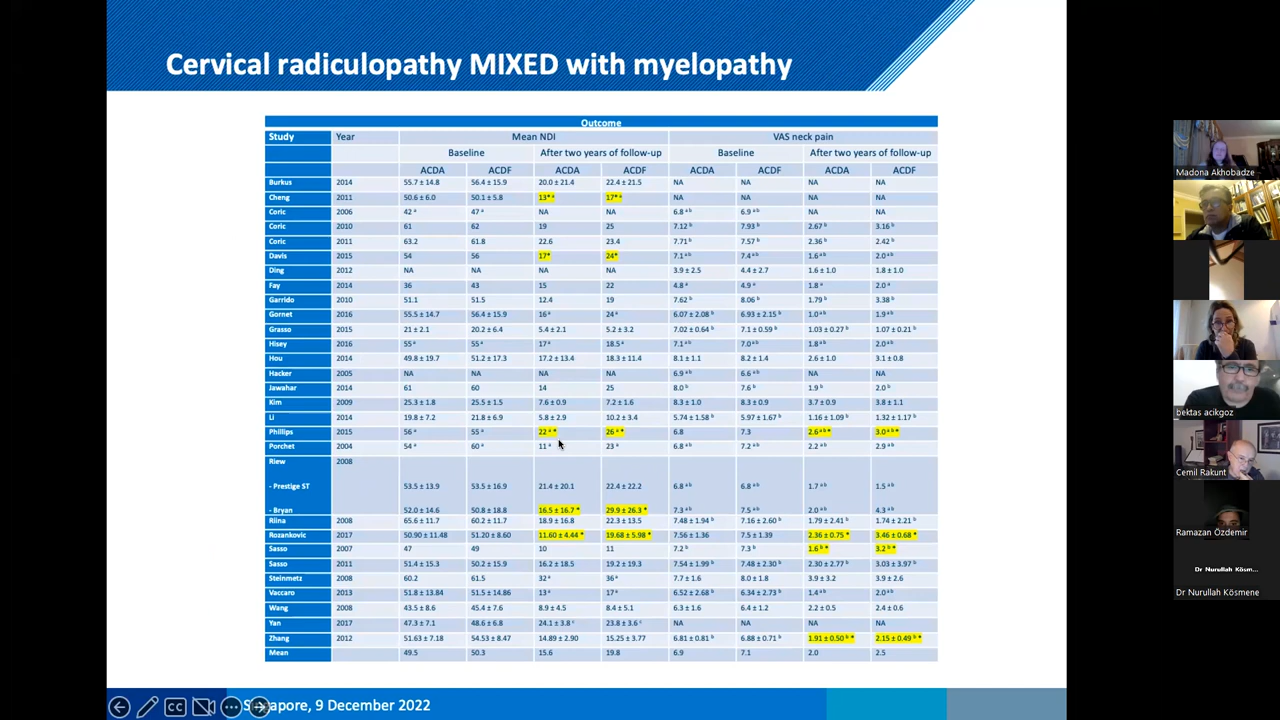 Cervical radiculopathy MIXED with myelopathy
Outcome
Study Year Mean NDI VAS neck pain
Baseline After two years of follow-up Baseline After two years of follow-up
ACDA ACDF ACDA ACDF ACDA ACDF ACDA ACDF
Burkus 2014 55.7 ± 14.8 56.4 ± 15.9 20.0 ± 21.4 22.4 ± 21.5 NA NA NA NA
Cheng 2011 50.6 ± 6.0 50.1 ± 5.8 13* ᵃ 17* ᵃ NA NA NA NA
Coric 2006 42 ᵃ 47 ᵃ NA NA 6.8 ᵃᵇ 6.9 ᵃᵇ NA NA
Coric 2010 61 62 19 25 7.12 ᵇ 7.93 ᵇ 2.67 ᵇ 3.16 ᵇ
Coric 2011 63.2 61.8 22.6 23.4 7.71 ᵇ 7.57 ᵇ 2.36 ᵇ 2.42 ᵇ
Davis 2015 54 56 17* 24* 7.1 ᵃᵇ 7.4 ᵃᵇ 1.6 ᵃᵇ 2.0 ᵃᵇ
Ding 2012 NA NA NA NA 3.9 ± 2.5 4.4 ± 2.7 1.6 ± 1.0 1.8 ± 1.0
Fay 2014 36 43 15 22 4.8 ᵃ 4.9 ᵃ 1.8 ᵃ 2.0 ᵃ
Garrido 2010 51.1 51.5 12.4 19 7.62 ᵇ 8.06 ᵇ 1.79 ᵇ 3.38 ᵇ
Gornet 2016 55.5 ± 14.7 56.4 ± 15.9 16 ᵃ 24 ᵃ 6.07 ± 2.08 ᵇ 6.93 ± 2.15 ᵇ 1.0 ᵃᵇ 1.9 ᵃᵇ
Grasso 2015 21 ± 2.1 20.2 ± 6.4 5.4 ± 2.1 5.2 ± 3.2 7.02 ± 0.64 ᵇ 7.1 ± 0.59 ᵇ 1.03 ± 0.27 ᵇ 1.07 ± 0.21 ᵇ
Hisey 2016 55 ᵃ 55 ᵃ 17 ᵃ 18.5 ᵃ 7.1 ᵃᵇ 7.0 ᵃᵇ 1.8 ᵃᵇ 2.0 ᵃᵇ
Hou 2014 49.8 ± 19.7 51.2 ± 17.3 17.2 ± 13.4 18.3 ± 11.4 8.1 ± 1.1 8.2 ± 1.4 2.6 ± 1.0 3.1 ± 0.8
Hacker 2005 NA NA NA NA 6.9 ᵃᵇ 6.6 ᵃᵇ NA NA
Jawahar 2014 61 60 14 25 8.0 ᵇ 7.6 ᵇ 1.9 ᵇ 2.0 ᵇ
Kim 2009 25.3 ± 1.8 25.5 ± 1.5 7.6 ± 0.9 7.2 ± 1.6 8.3 ± 1.0 8.3 ± 0.9 3.7 ± 0.9 3.8 ± 1.1
Li 2014 19.8 ± 7.2 21.8 ± 6.9 5.8 ± 2.9 10.2 ± 3.4 5.74 ± 1.58 ᵇ 5.97 ± 1.67 ᵇ 1.16 ± 1.09 ᵇ 1.32 ± 1.17 ᵇ
Phillips 2015 56 ᵃ 55 ᵃ 22 ᵃ * 26 ᵃ * 6.8 7.3 2.6 ᵃᵇ * 3.0 ᵃᵇ *
Porchet 2004 54 ᵃ 60 ᵃ 11 ᵃ 23 ᵃ 6.8 ᵃᵇ 7.2 ᵃᵇ 2.2 ᵃᵇ 2.9 ᵃᵇ
Riew 2008
- Prestige ST 53.5 ± 13.9 53.5 ± 16.9 21.4 ± 20.1 22.4 ± 22.2 6.8 ᵃᵇ 6.8 ᵃᵇ 1.7 ᵃᵇ 1.5 ᵃᵇ
- Bryan 52.0 ± 14.6 50.8 ± 18.8 16.5 ± 16.7 * 29.9 ± 26.3 * 7.3 ᵃᵇ 7.5 ᵃᵇ 2.0 ᵃᵇ 4.3 ᵃᵇ
Riina 2008 65.6 ± 11.7 60.2 ± 11.7 18.9 ± 16.8 22.3 ± 13.5 7.48 ± 1.94 ᵇ 7.16 ± 2.60 ᵇ 1.79 ± 2.41 ᵇ 1.74 ± 2.21 ᵇ
Rozankovic 2017 50.90 ± 11.48 51.20 ± 8.60 11.60 ± 4.44 * 19.68 ± 5.98 * 7.56 ± 1.36 7.5 ± 1.39 2.36 ± 0.75 * 3.46 ± 0.68 *
Sasso 2007 47 49 10 11 7.2 ᵇ 7.3 ᵇ 1.6 ᵇ * 3.2 ᵇ *
Sasso 2011 51.4 ± 15.3 50.2 ± 15.9 16.2 ± 18.5 19.2 ± 19.3 7.54 ± 1.99 ᵇ 7.48 ± 2.30 ᵇ 2.30 ± 2.77 ᵇ 3.03 ± 3.97 ᵇ
Steinmetz 2008 60.2 61.5 32 ᵃ 36 ᵃ 7.7 ± 1.6 8.0 ± 1.8 3.9 ± 3.2 3.9 ± 2.6
Vaccaro 2013 51.8 ± 13.84 51.5 ± 14.86 13 ᵃ 17 ᵃ 6.52 ± 2.68 ᵇ 6.34 ± 2.73 ᵇ 1.4 ᵃᵇ 2.0 ᵃᵇ
Wang 2008 43.5 ± 8.6 45.4 ± 7.6 8.9 ± 4.5 8.4 ± 5.1 6.3 ± 1.6 6.4 ± 1.2 2.2 ± 0.5 2.4 ± 0.6
Yan 2017 47.3 ± 7.1 48.6 ± 6.8 24.1 ± 3.8 ᶜ 23.8 ± 3.6 ᶜ NA NA NA NA
Zhang 2012 51.63 ± 7.18 54.53 ± 8.47 14.89 ± 2.90 15.25 ± 3.77 6.81 ± 0.81 ᵇ 6.88 ± 0.71 ᵇ 1.91 ± 0.50 ᵇ * 2.15 ± 0.49 ᵇ *
Mean 49.5 50.3 15.6 19.8 6.9 7.1 2.0 2.5
apore, 9 December 2022
CC
Madona Akhobadze
bektas acikgoz
Cemil Rakunt
Ramazan Özdemir
Dr Nurullah Kösm...
Dr Nurullah Kösmene